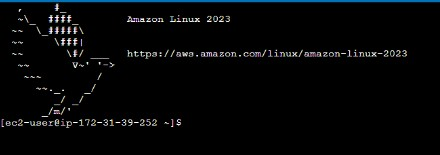 Amazon Linux 2023
https://aws.amazon.com/linux/amazon-linux-2023
[ec2-user@ip-172-31-39-252 ~]$